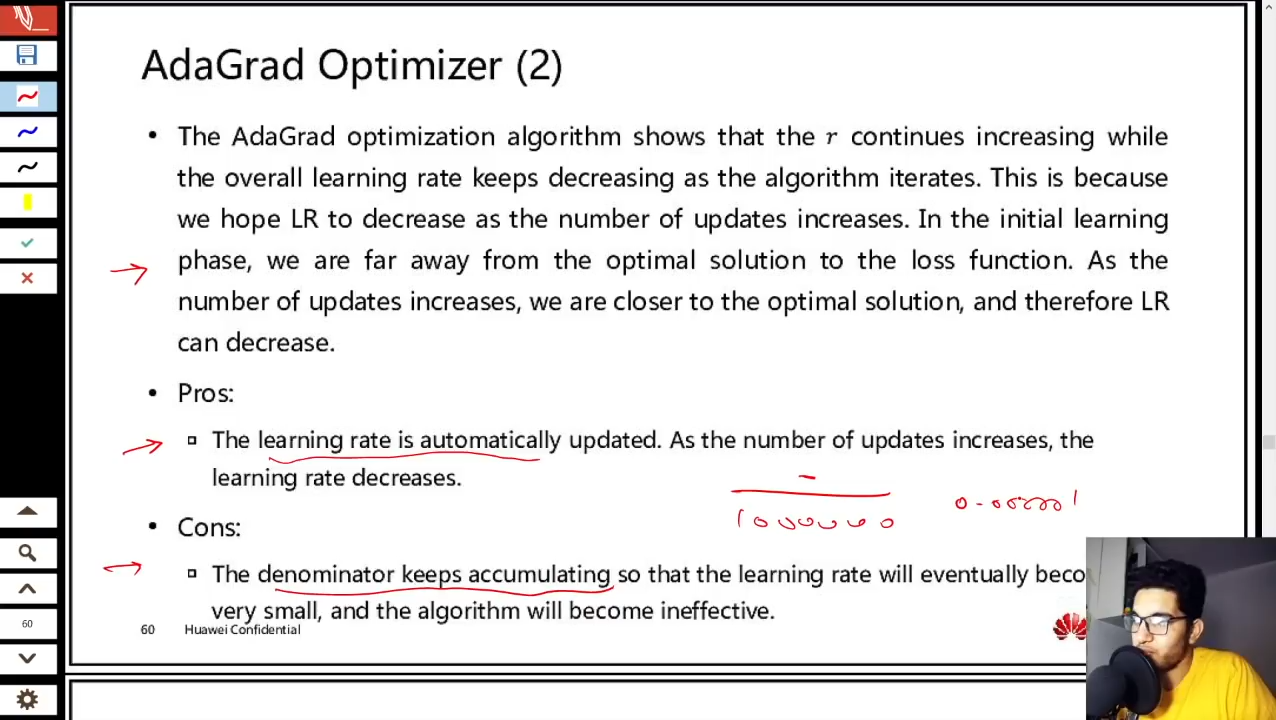 AdaGrad Optimizer (2)
• The AdaGrad optimization algorithm shows that the r continues increasing while
the overall learning rate keeps decreasing as the algorithm iterates. This is because
we hope LR to decrease as the number of updates increases. In the initial learning
phase, we are far away from the optimal solution to the loss function. As the
number of updates increases, we are closer to the optimal solution, and therefore LR
can decrease.
• Pros:
The learning rate is automatically updated. As the number of updates increases, the
learning rate decreases.
• Cons:
The denominator keeps accumulating so that the learning rate will eventually beco
very small, and the algorithm will become ineffective.
60 Huawei Confidential
60